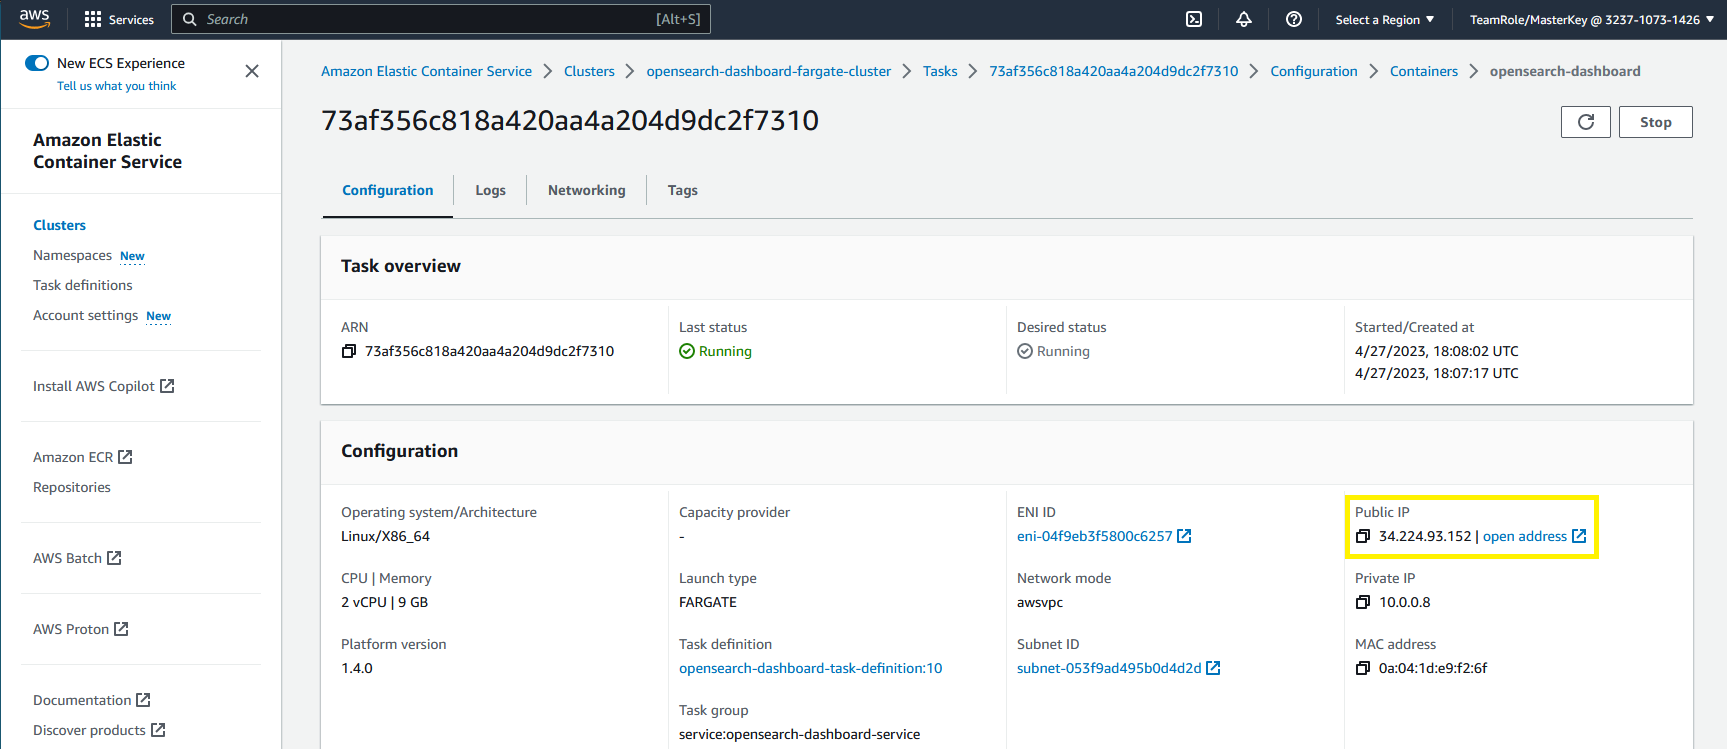 aws
Services
Search [Alt+S]
Select a Region ▼
TeamRole/MasterKey @ 3237-1073-1426 ▼
New ECS Experience
Tell us what you think
Amazon Elastic
Container Service
Clusters
Namespaces New
Task definitions
Account settings New
Install AWS Copilot
Amazon ECR
Repositories
AWS Batch
AWS Proton
Documentation
Discover products
Amazon Elastic Container Service > Clusters > opensearch-dashboard-fargate-cluster > Tasks > 73af356c818a420aa4a204d9dc2f7310 > Configuration > Containers > opensearch-dashboard
73af356c818a420aa4a204d9dc2f7310
Stop
Configuration
Logs
Networking
Tags
Task overview
ARN
73af356c818a420aa4a204d9dc2f7310
Last status
Running
Desired status
Running
Started/Created at
4/27/2023, 18:08:02 UTC
4/27/2023, 18:07:17 UTC
Configuration
Operating system/Architecture
Linux/X86_64
CPU | Memory
2 vCPU | 9 GB
Platform version
1.4.0
Capacity provider
-
Launch type
FARGATE
Task definition
opensearch-dashboard-task-definition:10
Task group
service:opensearch-dashboard-service
ENI ID
eni-04f9eb3f5800c6257
Network mode
awsvpc
Subnet ID
subnet-053f9ad495b0d4d2d
Public IP
34.224.93.152 | open address
Private IP
10.0.0.8
MAC address
0a:04:1d:e9:f2:6f